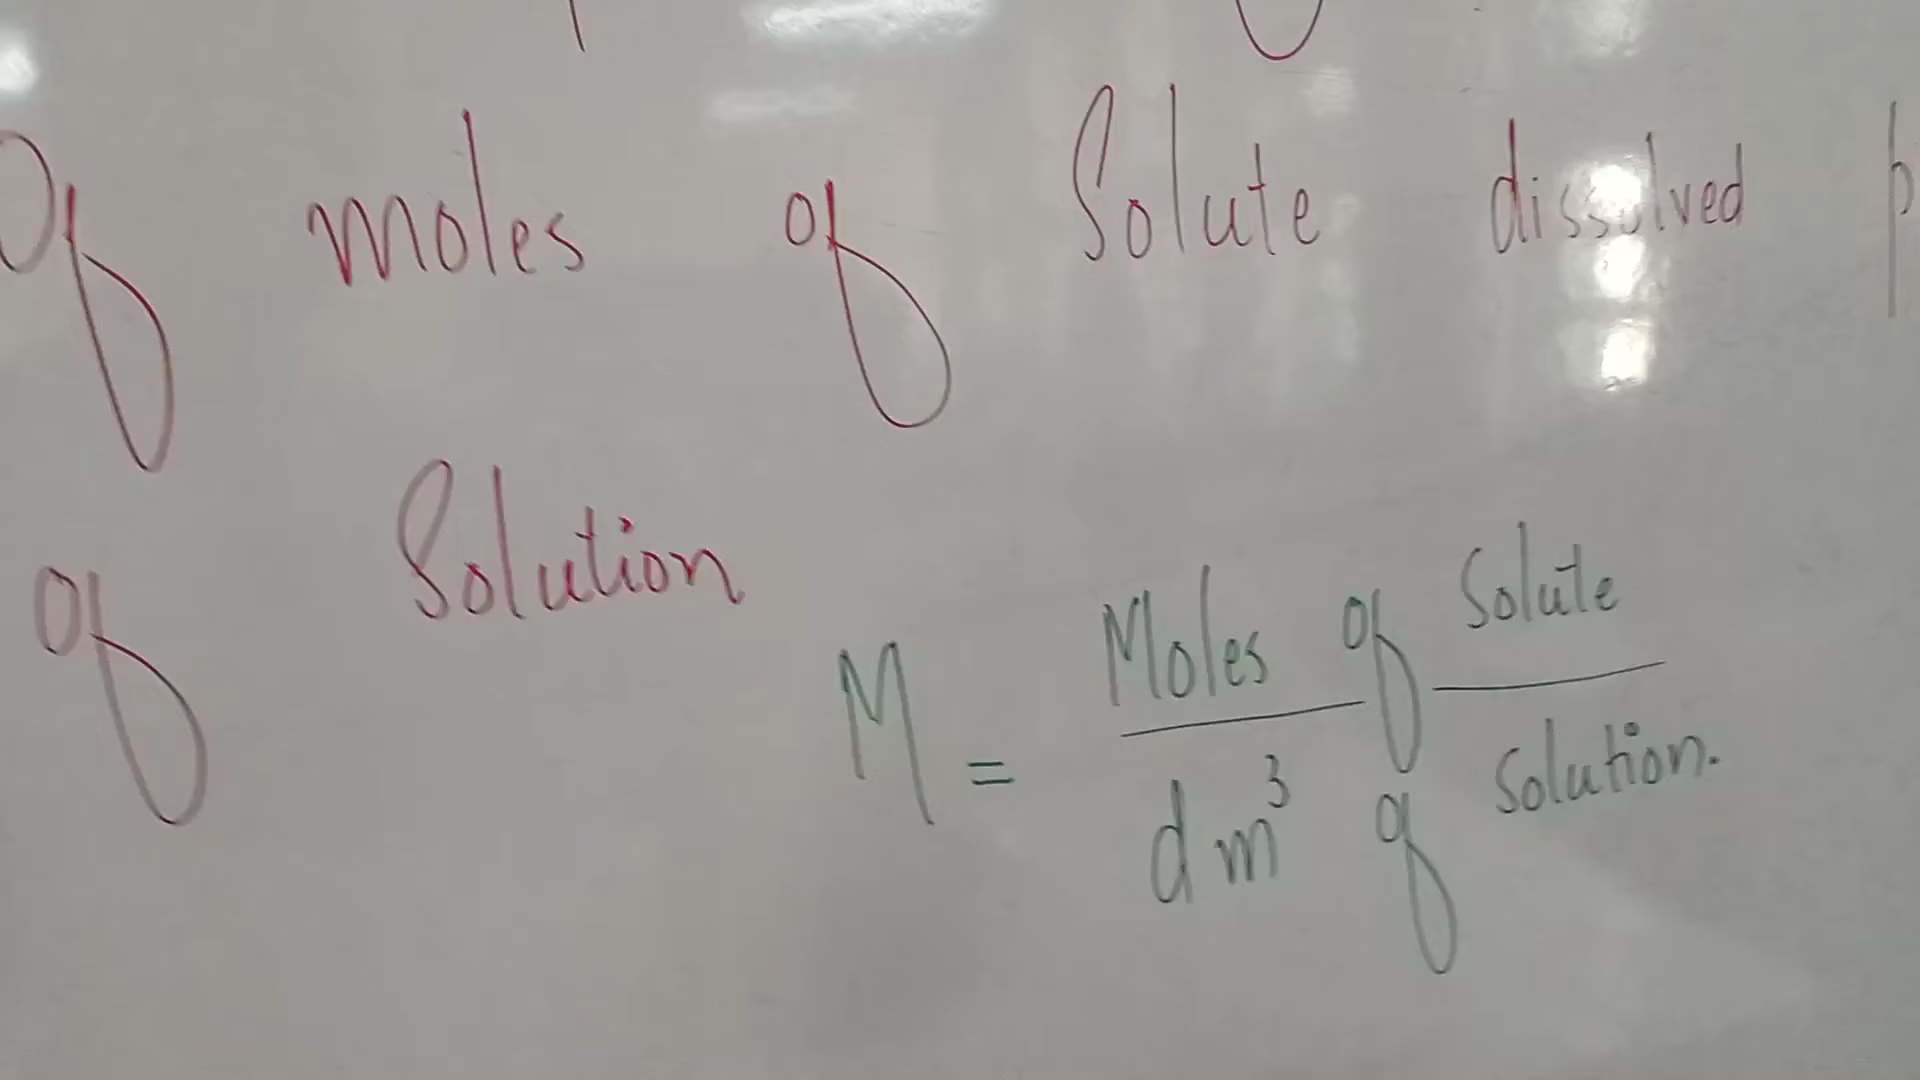 Of moles of Solute dissolved
of Solution
M = Moles of Solute / dm³ of Solution.